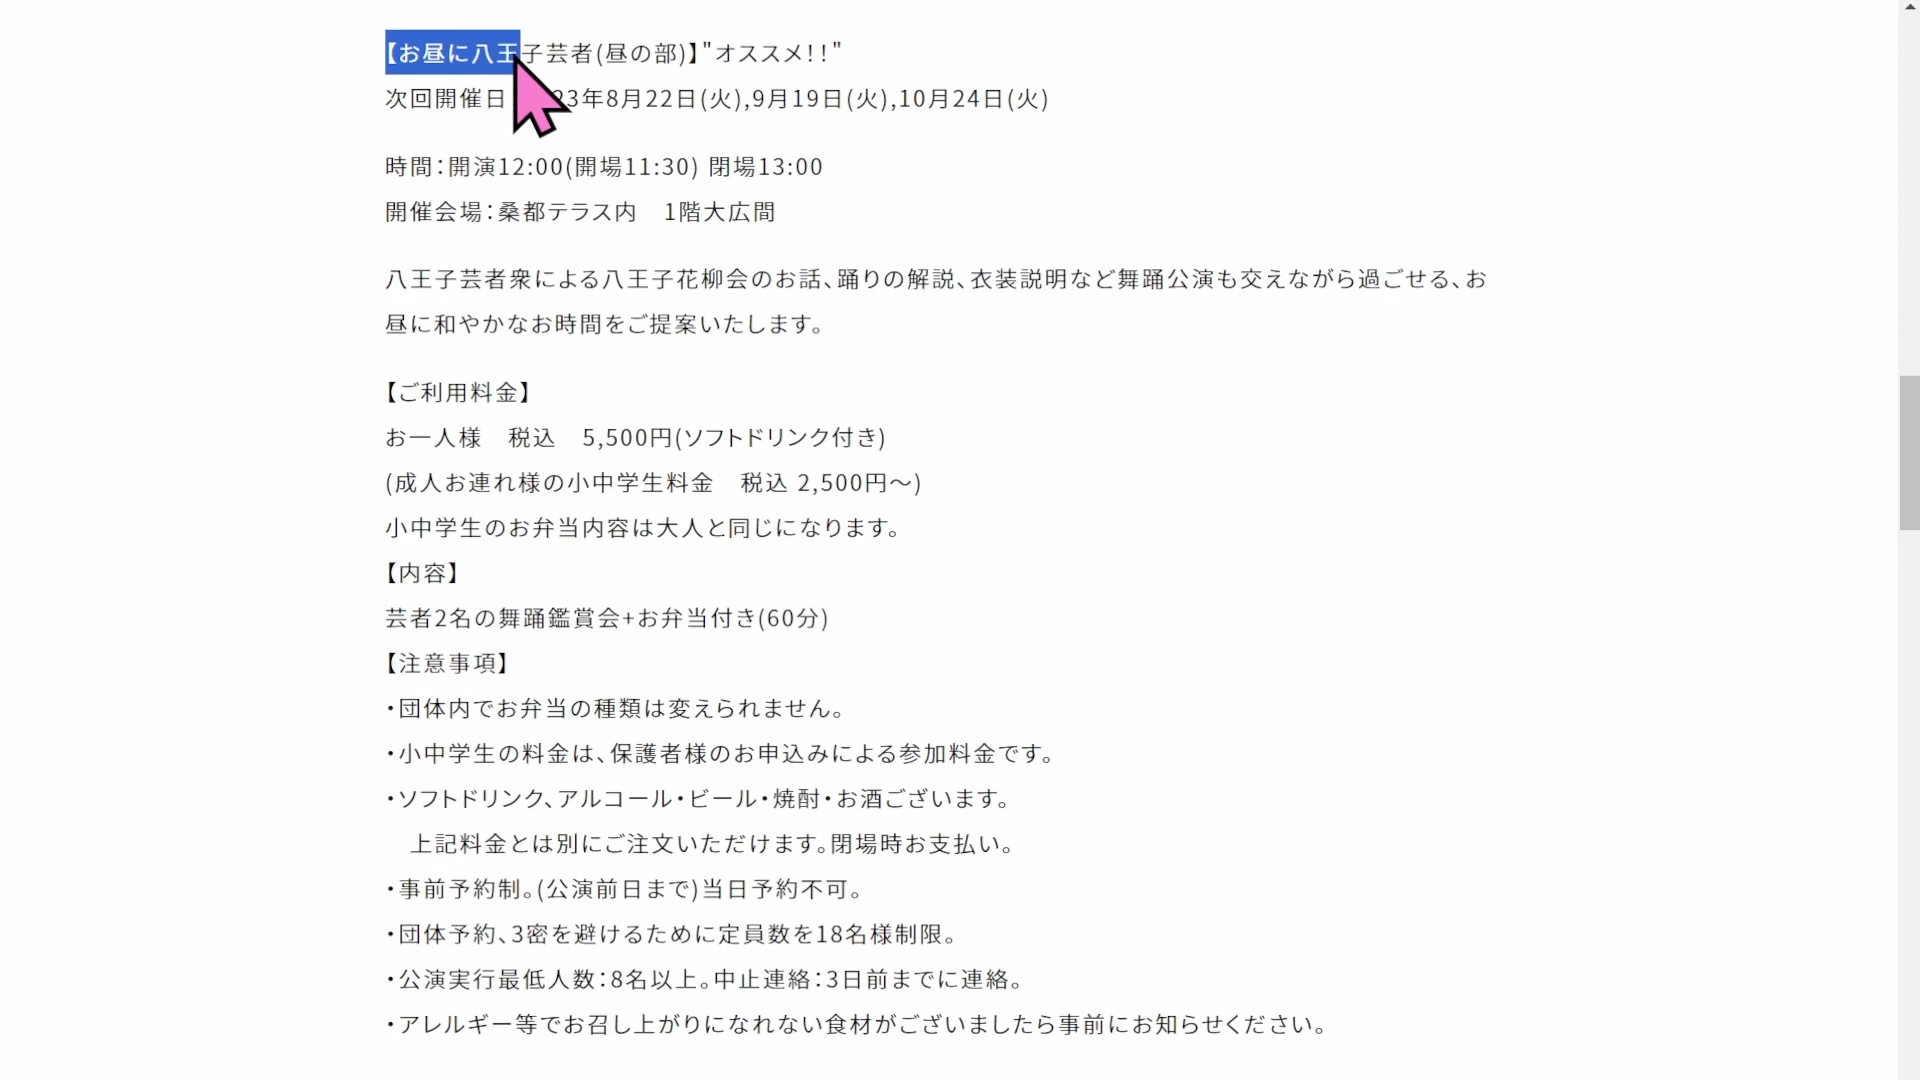 【お昼に八王子芸者(昼の部)】"オススメ!!"
次回開催日 23年8月22日(火),9月19日(火),10月24日(火)
時間:開演12:00(開場11:30) 閉場13:00
開催会場:桑都テラス内　1階大広間
八王子芸者衆による八王子花柳会のお話、踊りの解説、衣装説明など舞踊公演も交えながら過ごせる、お
昼に和やかなお時間をご提案いたします。
【ご利用料金】
お一人様　税込　5,500円(ソフトドリンク付き)
(成人お連れ様の小中学生料金　税込 2,500円〜)
小中学生のお弁当内容は大人と同じになります。
【内容】
芸者2名の舞踊鑑賞会+お弁当付き(60分)
【注意事項】
・団体内でお弁当の種類は変えられません。
・小中学生の料金は、保護者様のお申込みによる参加料金です。
・ソフトドリンク、アルコール・ビール・焼酎・お酒ございます。
　上記料金とは別にご注文いただけます。閉場時お支払い。
・事前予約制。(公演前日まで)当日予約不可。
・団体予約、3密を避けるために定員数を18名様制限。
・公演実行最低人数:8名以上。中止連絡:3日前までに連絡。
・アレルギー等でお召し上がりになれない食材がございましたら事前にお知らせください。